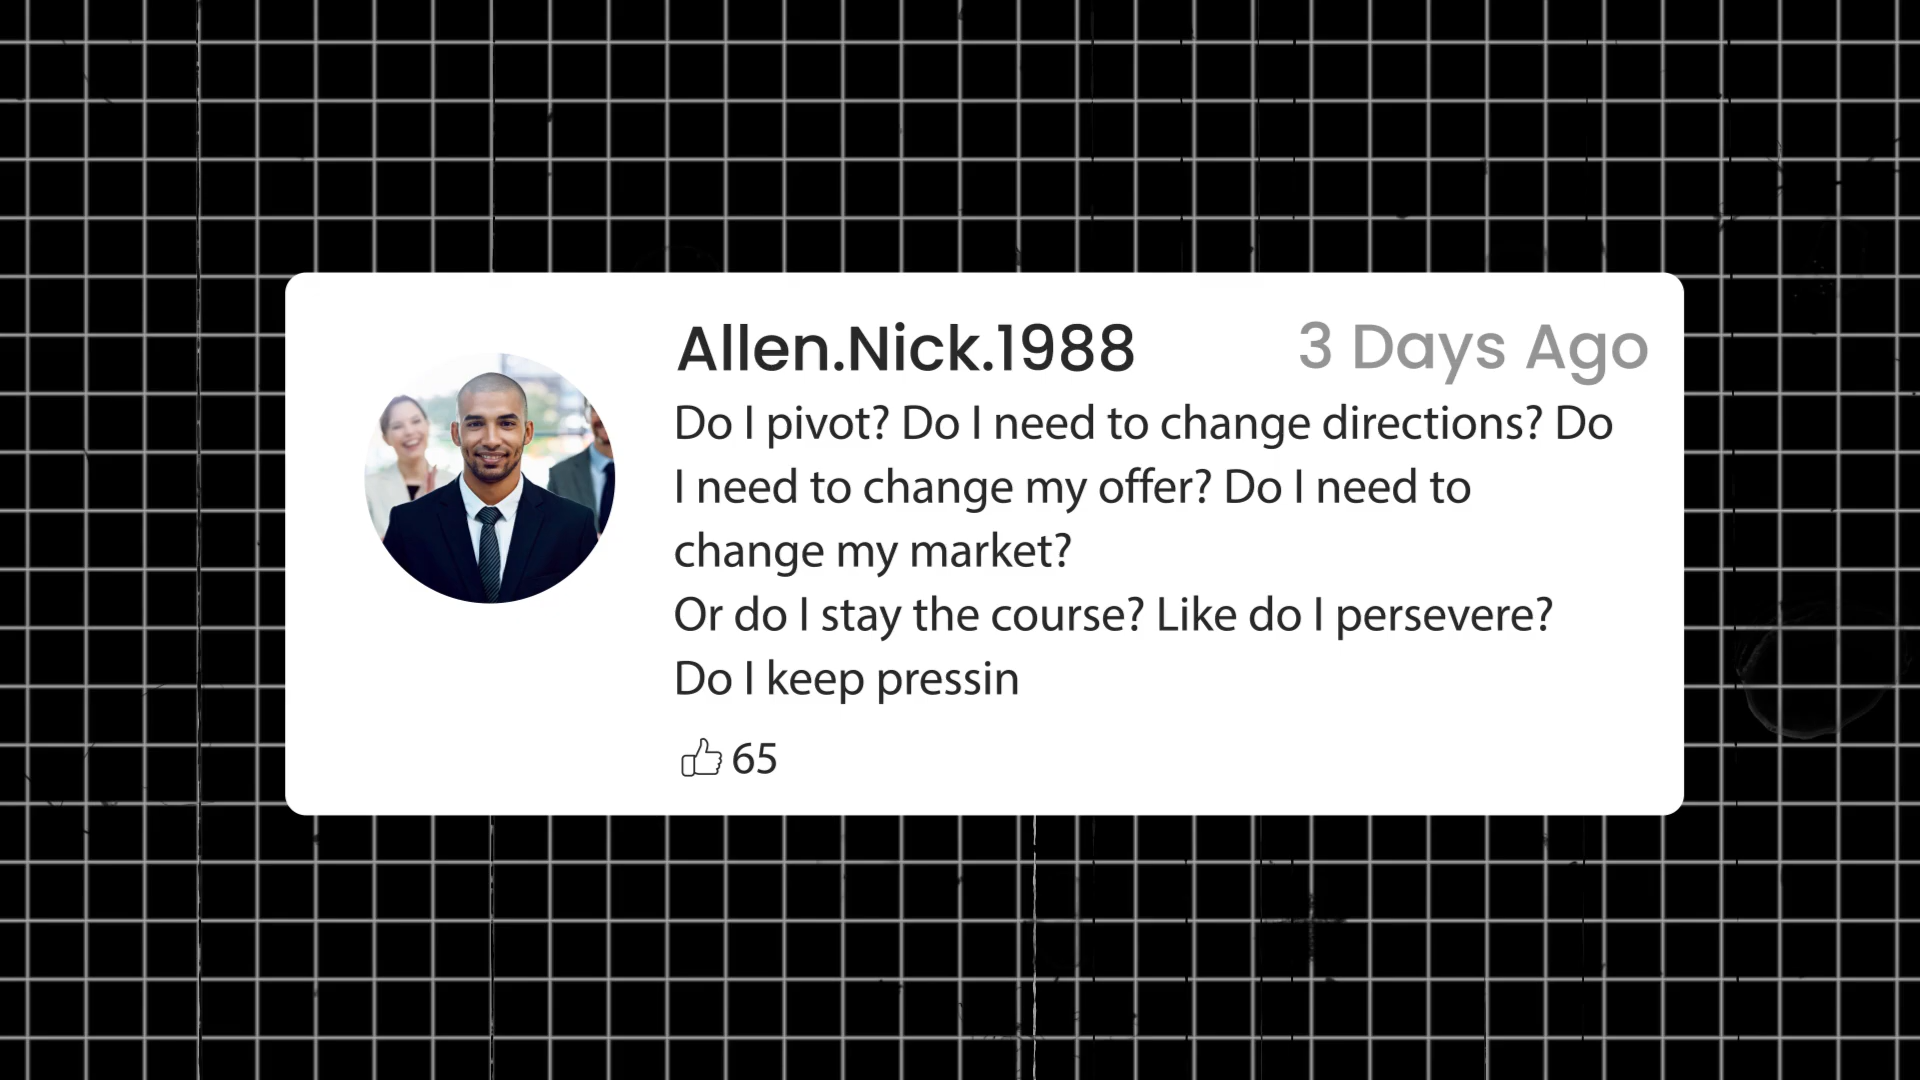 Allen.Nick.1988
3 Days Ago
Do I pivot? Do I need to change directions? Do
I need to change my offer? Do I need to
change my market?
Or do I stay the course? Like do I persevere?
Do I keep pressin
65